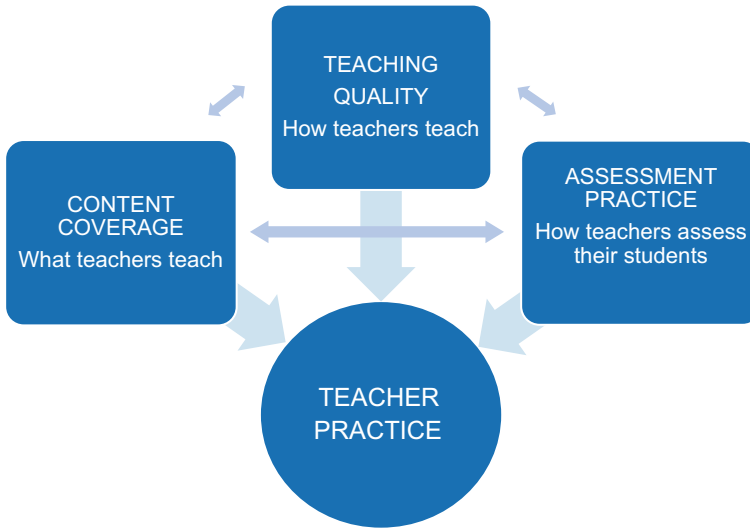 TEACHING
QUALITY
How teachers teach
CONTENT
COVERAGE
What teachers teach
ASSESSMENT
PRACTICE
How teachers assess
their students
TEACHER
PRACTICE